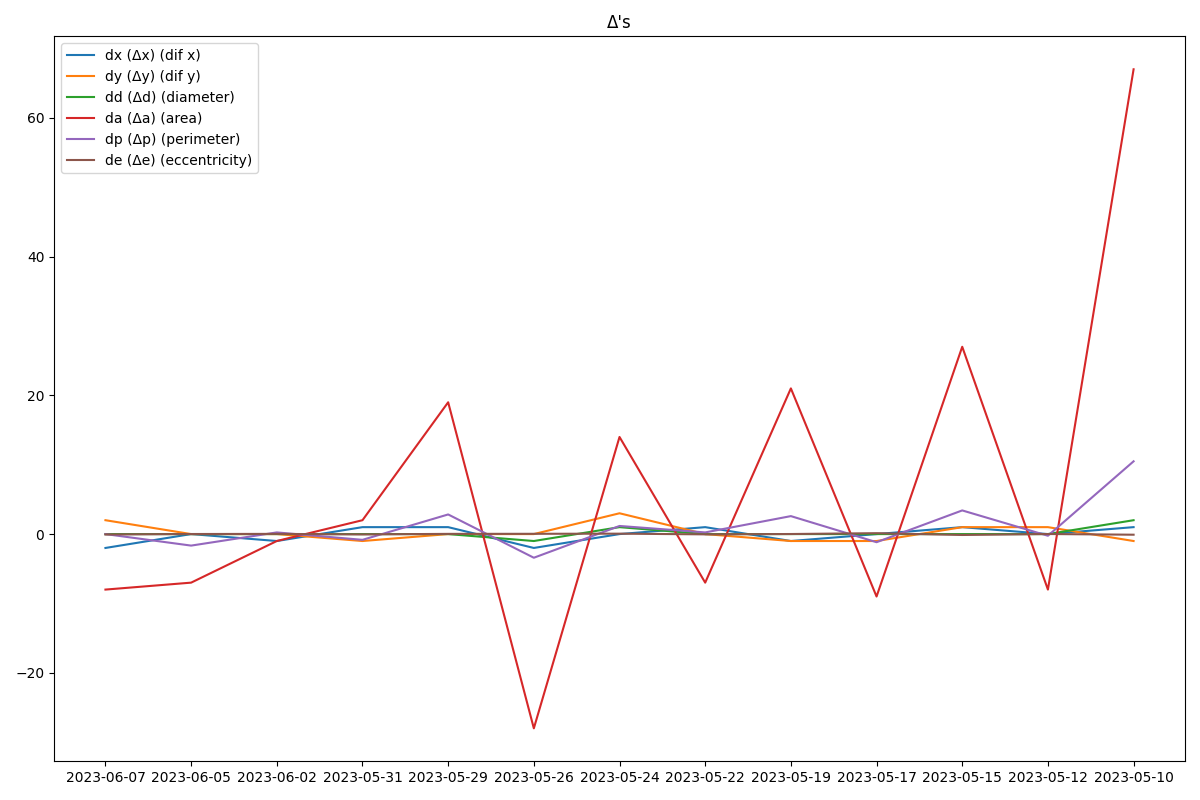 Δ's
dx (Δx) (dif x)
dy (Δy) (dif y)
dd (Δd) (diameter)
da (Δa) (area)
dp (Δp) (perimeter)
de (Δe) (eccentricity)
60
40
20
0
−20
2023-06-07 2023-06-05 2023-06-02 2023-05-31 2023-05-29 2023-05-26 2023-05-24 2023-05-22 2023-05-19 2023-05-17 2023-05-15 2023-05-12 2023-05-10